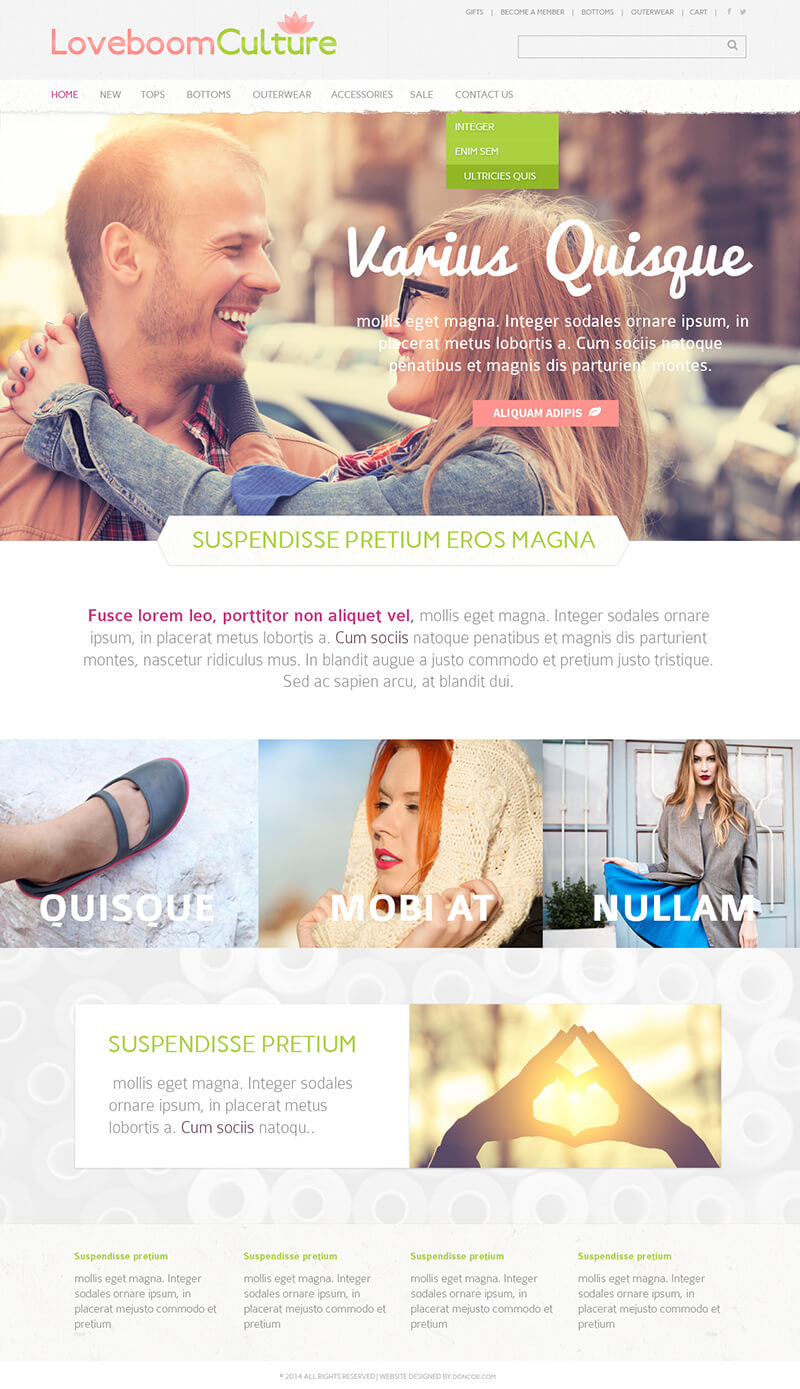 GIFTS | BECOME A MEMBER | BOTTOMS | OUTERWEAR | CART |
LoveboomCulture
HOME NEW TOPS BOTTOMS OUTERWEAR ACCESSORIES SALE CONTACT US
INTEGER
ENIM SEM
ULTRICIES QUIS
Varius Quisque
mollis eget magna. Integer sodales ornare ipsum, in
placerat metus lobortis a. Cum sociis natoque
penatibus et magnis dis parturient montes.
ALIQUAM ADIPIS
SUSPENDISSE PRETIUM EROS MAGNA
Fusce lorem leo, porttitor non aliquet vel, mollis eget magna. Integer sodales ornare
ipsum, in placerat metus lobortis a. Cum sociis natoque penatibus et magnis dis parturient
montes, nascetur ridiculus mus. In blandit augue a justo commodo et pretium justo tristique.
Sed ac sapien arcu, at blandit dui.
QUISQUE MOBI AT NULLAM
SUSPENDISSE PRETIUM
mollis eget magna. Integer sodales
ornare ipsum, in placerat metus
lobortis a. Cum sociis natoqu..
Suspendisse pretium
mollis eget magna. Integer
sodales ornare ipsum, in
placerat mejusto commodo et
pretium
Suspendisse pretium
mollis eget magna. Integer
sodales ornare ipsum, in
placerat mejusto commodo et
pretium
Suspendisse pretium
mollis eget magna. Integer
sodales ornare ipsum, in
placerat mejusto commodo et
pretium
Suspendisse pretium
mollis eget magna. Integer
sodales ornare ipsum, in
placerat mejusto commodo et
pretium
© 2014 ALL RIGHTS RESERVED | WEBSITE DESIGNED BY DONCOR.COM